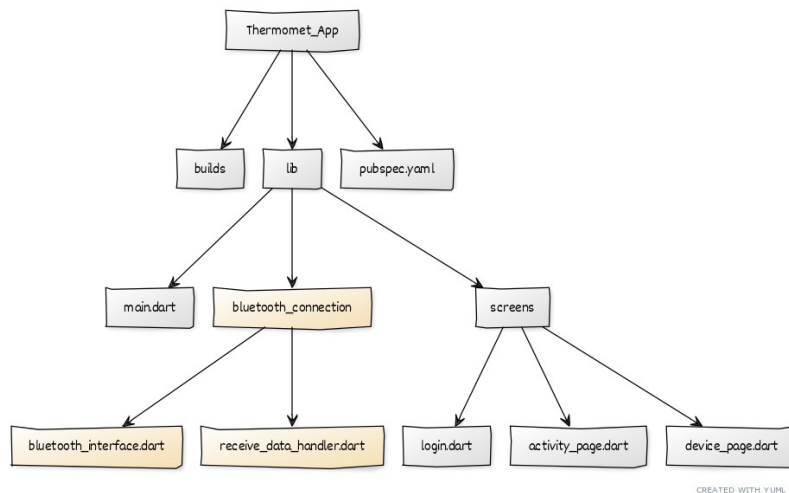 Thermomet_App
builds
lib
pubspec.yaml
main.dart
bluetooth_connection
screens
bluetooth_interface.dart
receive_data_handler.dart
login.dart
activity_page.dart
device_page.dart
CREATED WITH YUML